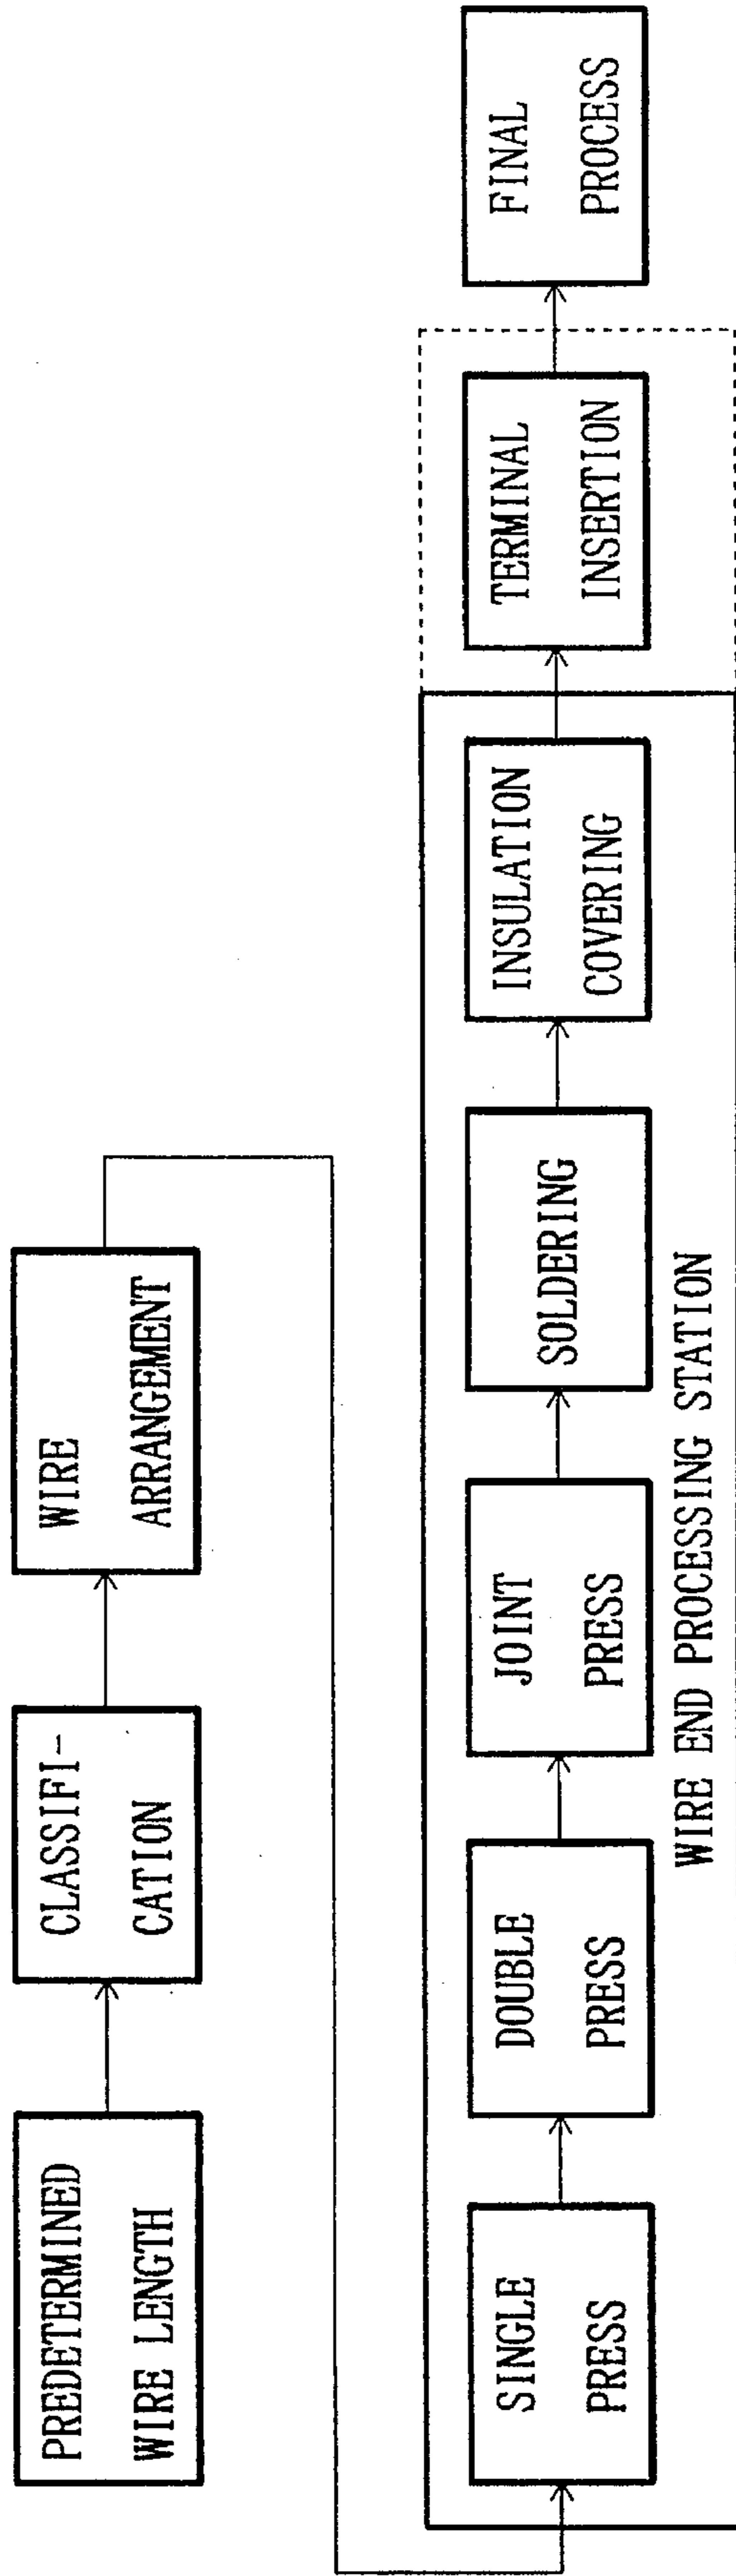 PREDETERMINED
WIRE LENGTH
CLASSIFI-
CATION
WIRE
ARRANGEMENT
SINGLE
PRESS
DOUBLE
PRESS
JOINT
PRESS
SOLDERING
INSULATION
COVERING
TERMINAL
INSERTION
FINAL
PROCESS
WIRE END PROCESSING STATION